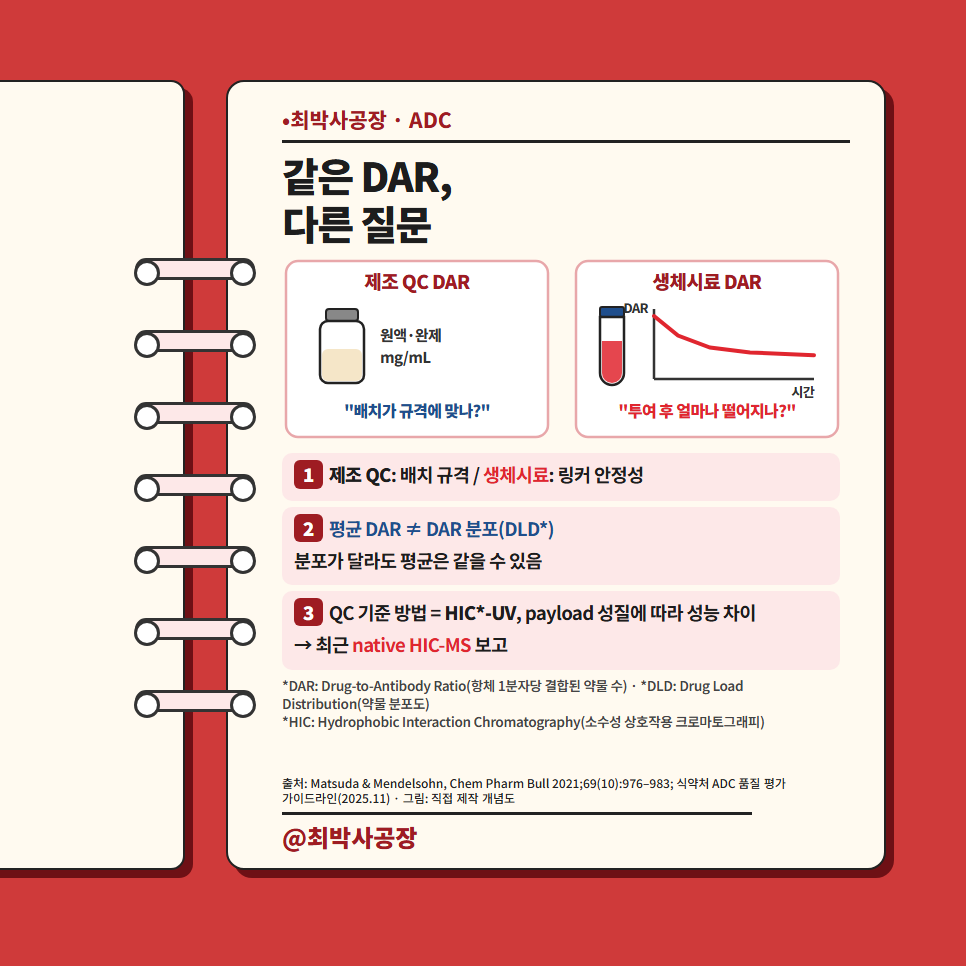 •최박사공장 · ADC
같은 DAR,
다른 질문
제조 QC DAR
원액·완제
mg/mL
"배치가 규격에 맞나?"
생체시료 DAR
DAR
시간
"투여 후 얼마나 떨어지나?"
1 제조 QC: 배치 규격 / 생체시료: 링커 안정성
2 평균 DAR ≠ DAR 분포(DLD*)
분포가 달라도 평균은 같을 수 있음
3 QC 기준 방법 = HIC*-UV, payload 성질에 따라 성능 차이
→ 최근 native HIC-MS 보고
*DAR: Drug-to-Antibody Ratio(항체 1분자당 결합된 약물 수) · *DLD: Drug Load
Distribution(약물 분포도)
*HIC: Hydrophobic Interaction Chromatography(소수성 상호작용 크로마토그래피)
출처: Matsuda & Mendelsohn, Chem Pharm Bull 2021;69(10):976–983; 식약처 ADC 품질 평가
가이드라인(2025.11) · 그림: 직접 제작 개념도
@최박사공장